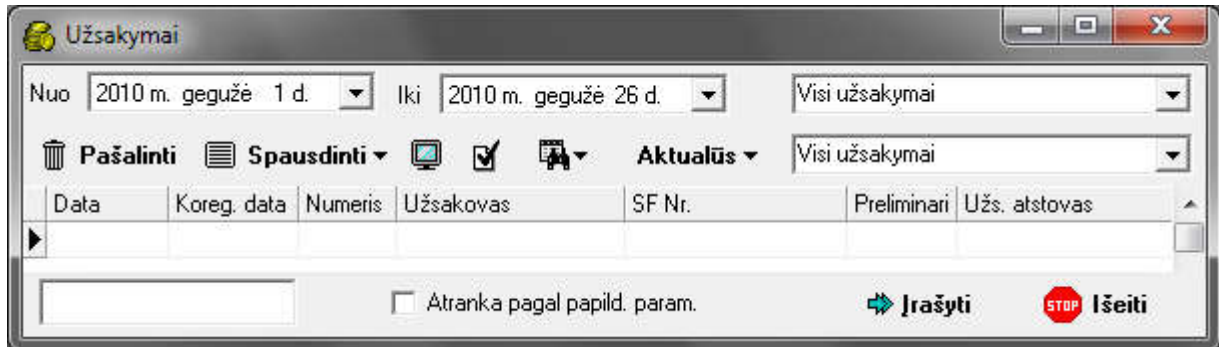 Užsakymai
Nuo 2010 m. gegužė 1 d. Iki 2010 m. gegužė 26 d. Visi užsakymai
Pašalinti Spausdinti Aktualūs Visi užsakymai
Data Koreg. data Numeris Užsakovas SF Nr. Preliminari Užs. atstovas
Atranka pagal papild. param. Įrašyti STOP Išeiti